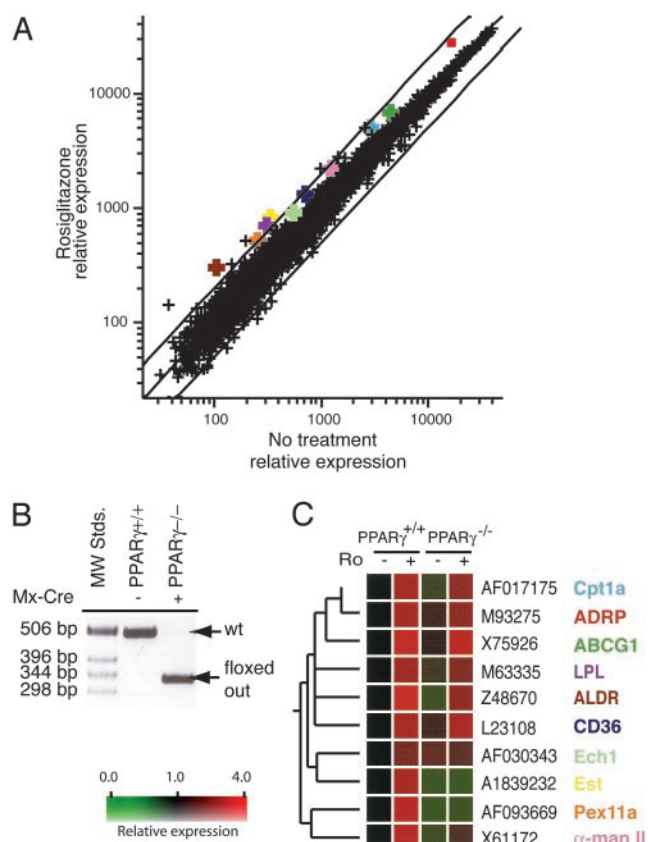 A
Rosiglitazone
relative expression
10000
1000
100
100 1000 10000
No treatment
relative expression
B
MW Stds.
PPARγ+/+
PPARγ–/–
Mx-Cre - +
506 bp
396 bp
344 bp
298 bp
wt
floxed
out
0.0 1.0 4.0
Relative expression
C
PPARγ+/+ PPARγ-/-
Ro - + - +
AF017175 Cpt1a
M93275 ADRP
X75926 ABCG1
M63335 LPL
Z48670 ALDR
L23108 CD36
AF030343 Ech1
A1839232 Est
AF093669 Pex11a
X61172 α-man II